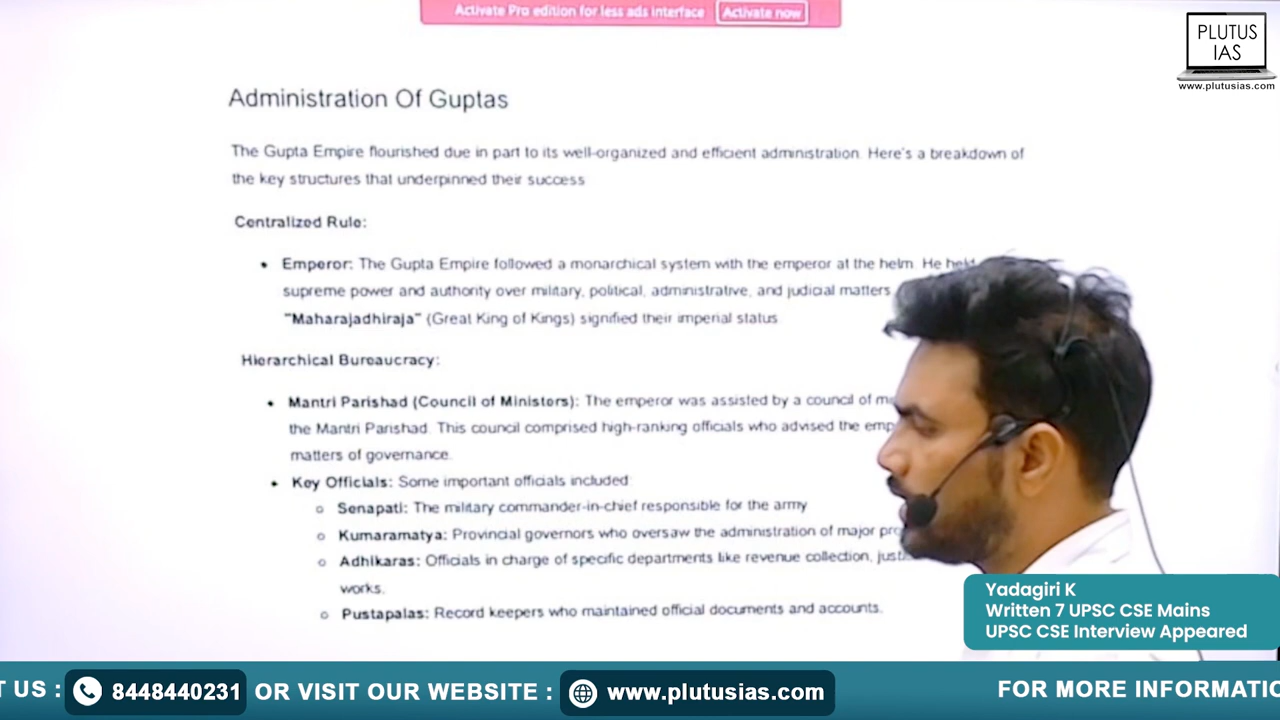 Activate Pro edition for less ads interface Activate now
PLUTUS
IAS
www.plutusias.com
Administration Of Guptas
The Gupta Empire flourished due in part to its well-organized and efficient administration. Here's a breakdown of
the key structures that underpinned their success
Centralized Rule:
• Emperor: The Gupta Empire followed a monarchical system with the emperor at the helm. He held
supreme power and authority over military, political, administrative, and judicial matters
"Maharajadhiraja" (Great King of Kings) signified their imperial status
Hierarchical Bureaucracy:
• Mantri Parishad (Council of Ministers): The emperor was assisted by a council of
the Mantri Parishad. This council comprised high-ranking officials who advised the
matters of governance.
• Key Officials: Some important officials included
o Senapati: The military commander-in-chief responsible for the army
o Kumaramatya: Provincial governors who oversaw the administration of major
o Adhikaras: Officials in charge of specific departments like revenue collection,
works.
o Pustapalas: Record keepers who maintained official documents and accounts.
Yadagiri K
Written 7 UPSC CSE Mains
UPSC CSE Interview Appeared
T US : 8448440231 OR VISIT OUR WEBSITE : www.plutusias.com FOR MORE INFORMATIO